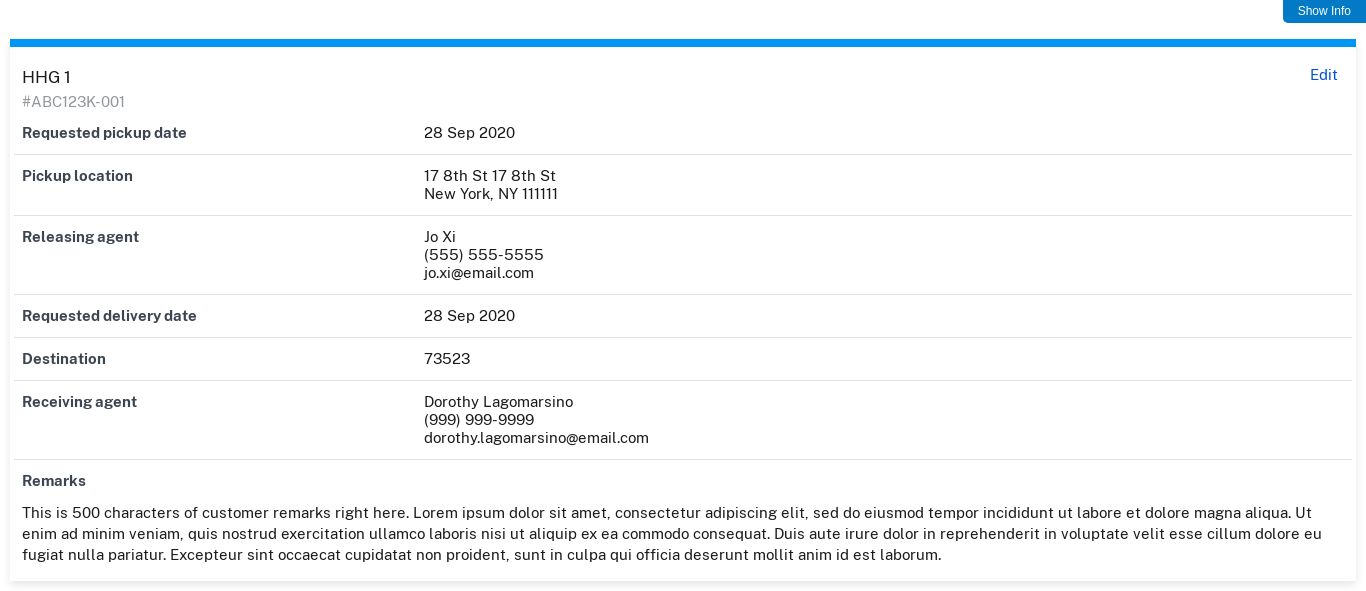 Show Info
HHG 1
Edit
#ABC123K-001
Requested pickup date
28 Sep 2020
Pickup location
17 8th St 17 8th St
New York, NY 111111
Releasing agent
Jo Xi
(555) 555-5555
jo.xi@email.com
Requested delivery date
28 Sep 2020
Destination
73523
Receiving agent
Dorothy Lagomarsino
(999) 999-9999
dorothy.lagomarsino@email.com
Remarks
This is 500 characters of customer remarks right here. Lorem ipsum dolor sit amet, consectetur adipiscing elit, sed do eiusmod tempor incididunt ut labore et dolore magna aliqua. Ut
enim ad minim veniam, quis nostrud exercitation ullamco laboris nisi ut aliquip ex ea commodo consequat. Duis aute irure dolor in reprehenderit in voluptate velit esse cillum dolore eu
fugiat nulla pariatur. Excepteur sint occaecat cupidatat non proident, sunt in culpa qui officia deserunt mollit anim id est laborum.